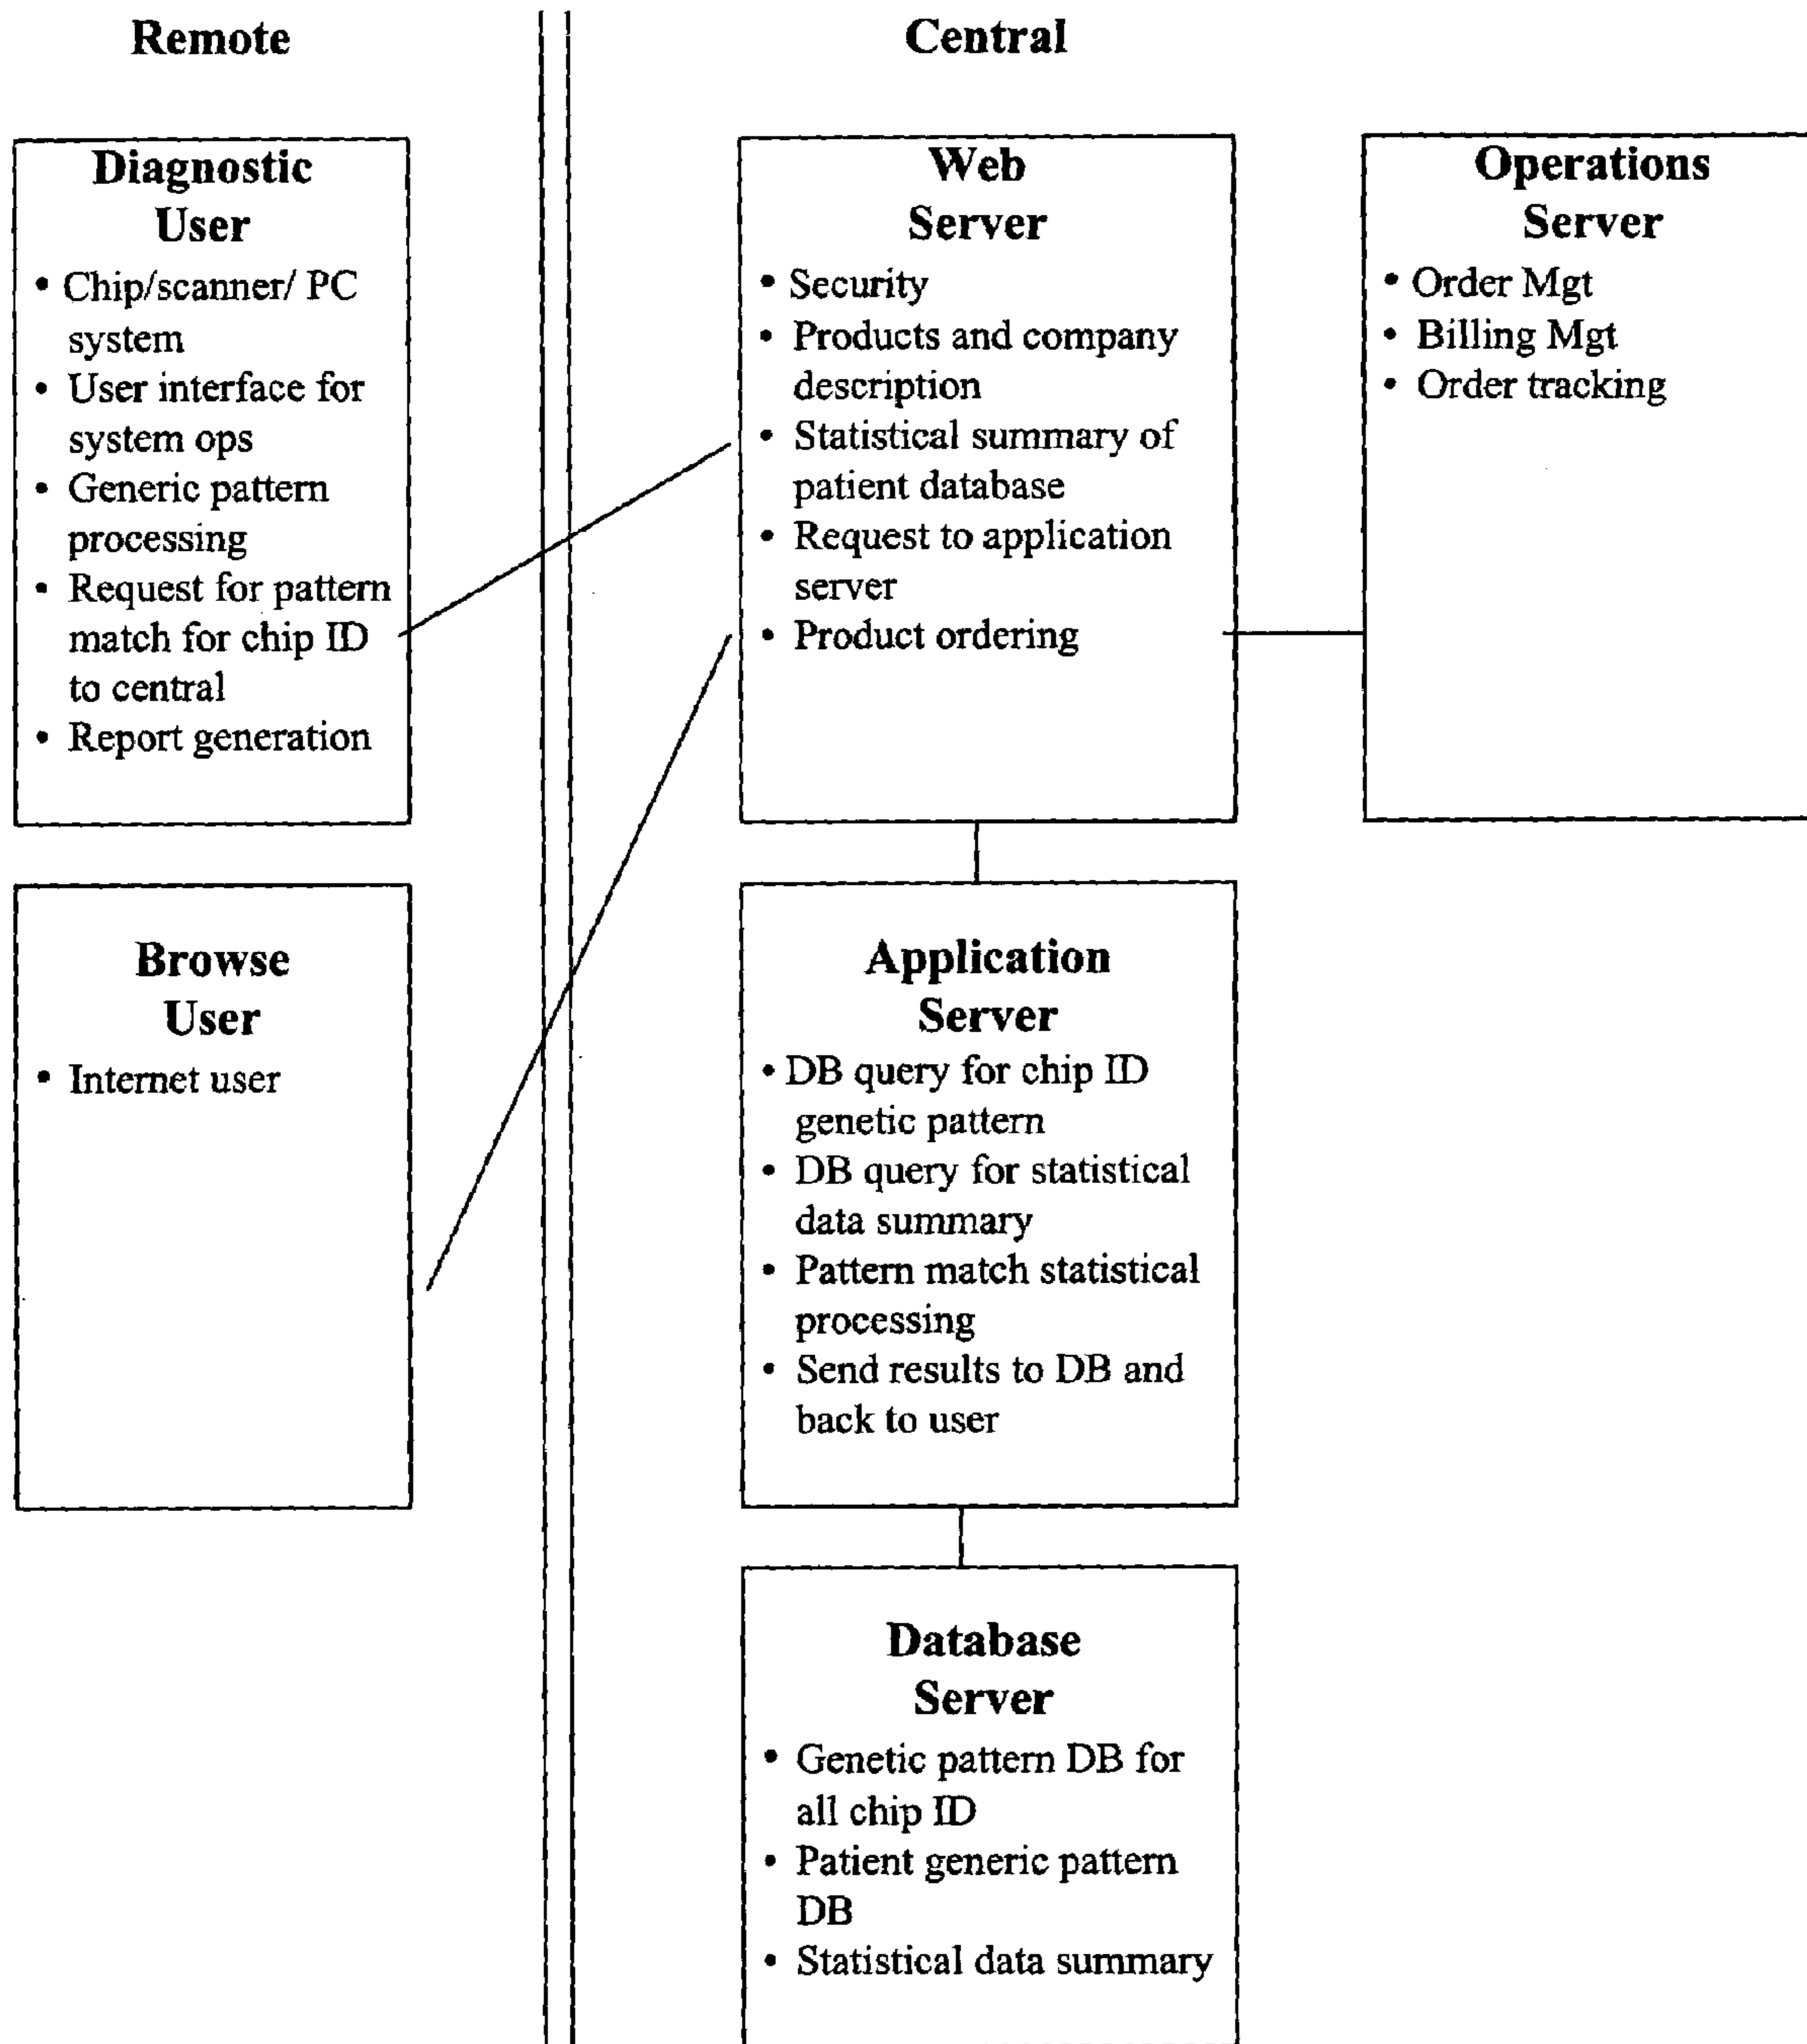 Remote
Central
Diagnostic
User
• Chip/scanner/ PC
system
• User interface for
system ops
• Generic pattern
processing
• Request for pattern
match for chip ID
to central
• Report generation
Web
Server
• Security
• Products and company
description
• Statistical summary of
patient database
• Request to application
server
• Product ordering
Operations
Server
• Order Mgt
• Billing Mgt
• Order tracking
Browse
User
• Internet user
Application
Server
• DB query for chip ID
genetic pattern
• DB query for statistical
data summary
• Pattern match statistical
processing
• Send results to DB and
back to user
Database
Server
• Genetic pattern DB for
all chip ID
• Patient generic pattern
DB
• Statistical data summary